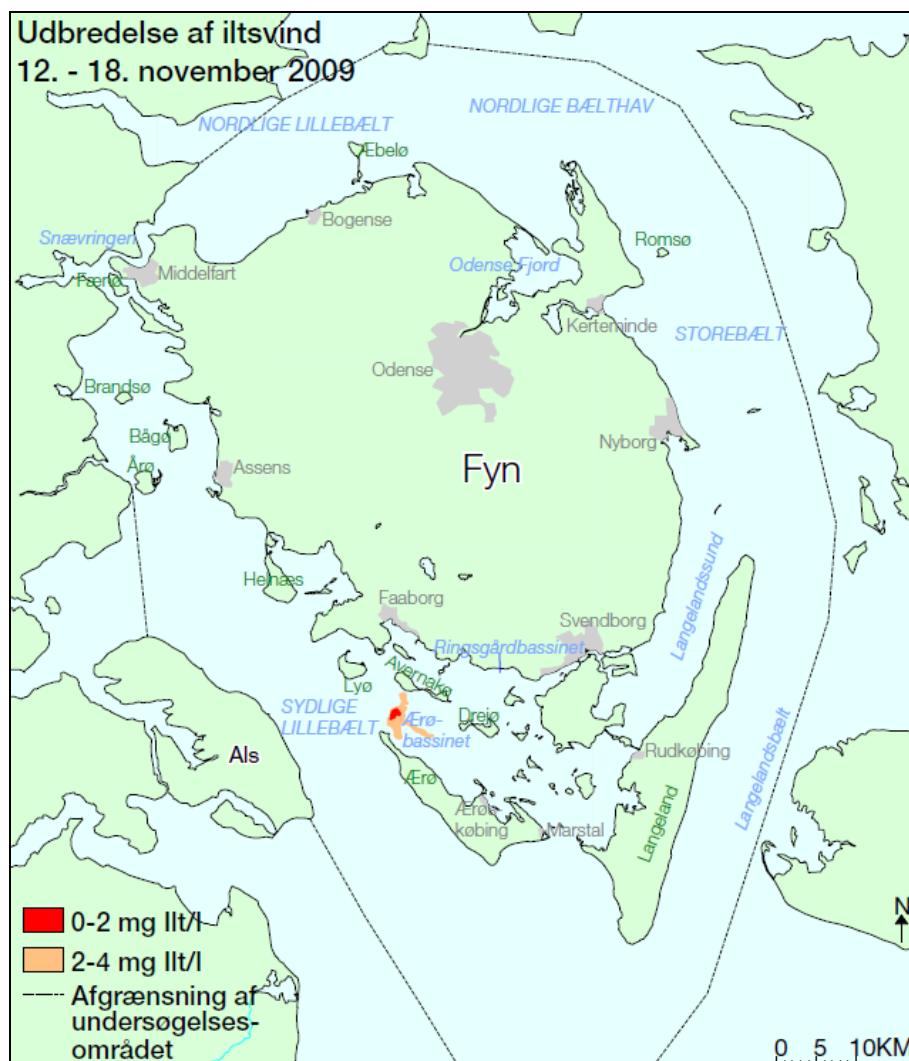 Udbredelse af iltsvind
12. - 18. november 2009
NORDLIGE BÆLTHAV
NORDLIGE LILLEBÆLT
Æbelø
Bogense
Snævringen
Romsø
Odense Fjord
Middelfart
Fænø
Kerteminde
STOREBÆLT
Odense
Brandsø
Bågø
Nyborg
Årø
Assens
Fyn
Helnæs
Faaborg
Svendborg
Langelandssund
Ringsgårdbassinet
Avernakø
Lyø
SYDLIGE
LILLEBÆLT
Ærø-
bassinet
Drejø
Als
Rudkøbing
Langelandsbælt
Ærø
Ærøs-
købing
Marstal
Langeland
0-2 mg Ilt/l
2-4 mg Ilt/l
Afgrænsning af
undersøgelses-
området
N
0 5 10KM